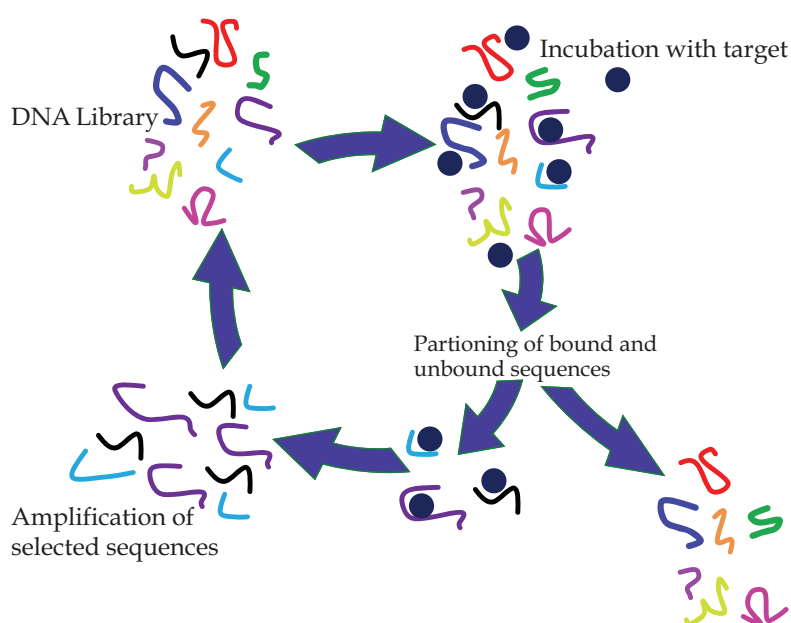 Incubation with target
DNA Library
Partioning of bound and
unbound sequences
Amplification of
selected sequences